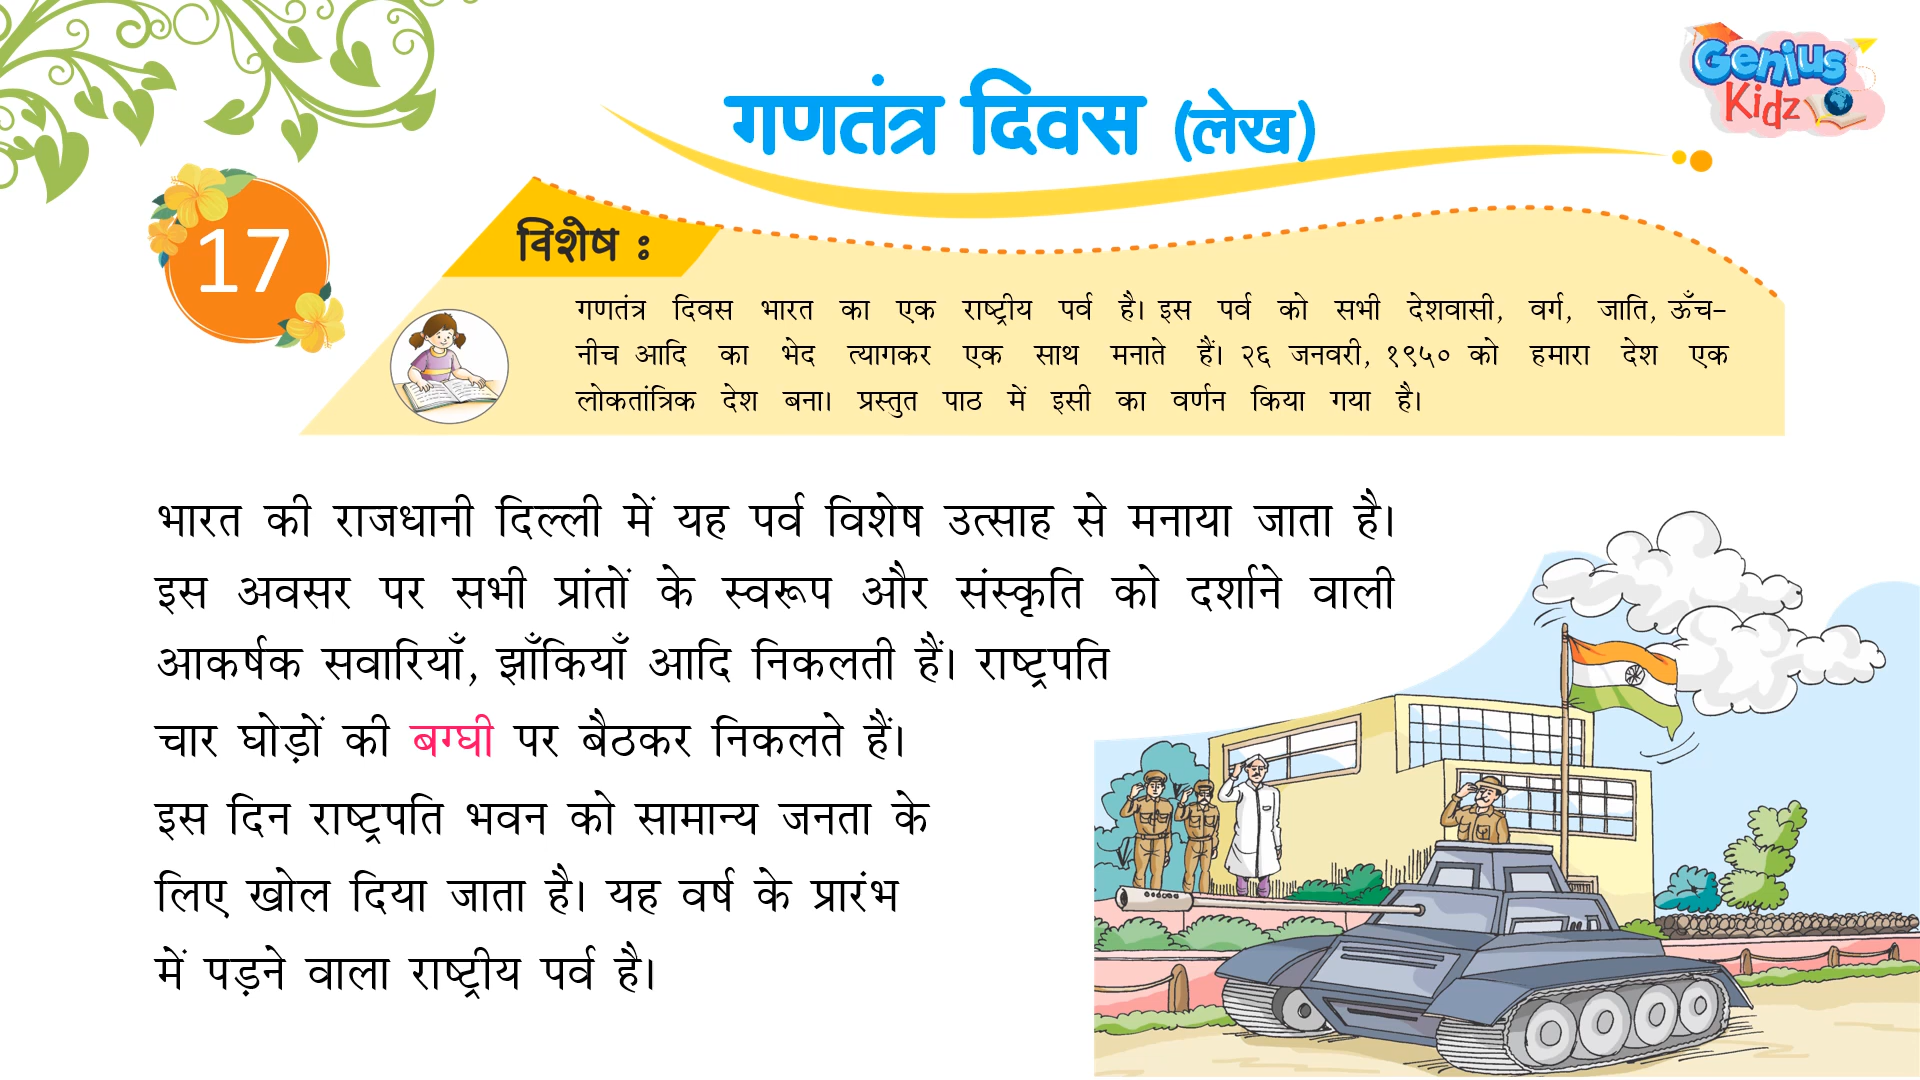 Genius
Kidz
गणतंत्र दिवस (लेख)
17
विशेष :
गणतंत्र दिवस भारत का एक राष्ट्रीय पर्व है। इस पर्व को सभी देशवासी, वर्ग, जाति, ऊँच-
नीच आदि का भेद त्यागकर एक साथ मनाते हैं। २६ जनवरी, १९५० को हमारा देश एक
लोकतांत्रिक देश बना। प्रस्तुत पाठ में इसी का वर्णन किया गया है।
भारत की राजधानी दिल्ली में यह पर्व विशेष उत्साह से मनाया जाता है।
इस अवसर पर सभी प्रांतों के स्वरूप और संस्कृति को दर्शाने वाली
आकर्षक सवारियाँ, झाँकियाँ आदि निकलती हैं। राष्ट्रपति
चार घोड़ों की बग्घी पर बैठकर निकलते हैं।
इस दिन राष्ट्रपति भवन को सामान्य जनता के
लिए खोल दिया जाता है। यह वर्ष के प्रारंभ
में पड़ने वाला राष्ट्रीय पर्व है।